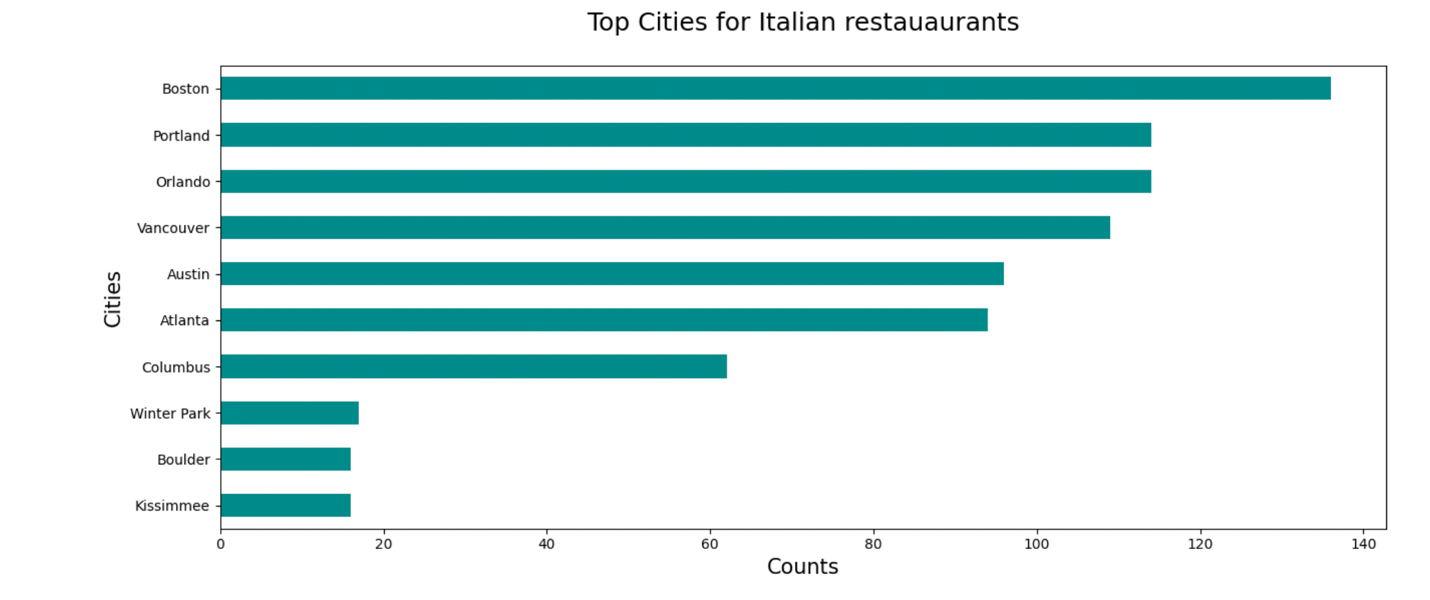 Top Cities for Italian restauaurants
Boston
Portland
Orlando
Vancouver
Austin
Atlanta
Columbus
Winter Park
Boulder
Kissimmee
Cities
0 20 40 60 80 100 120 140
Counts